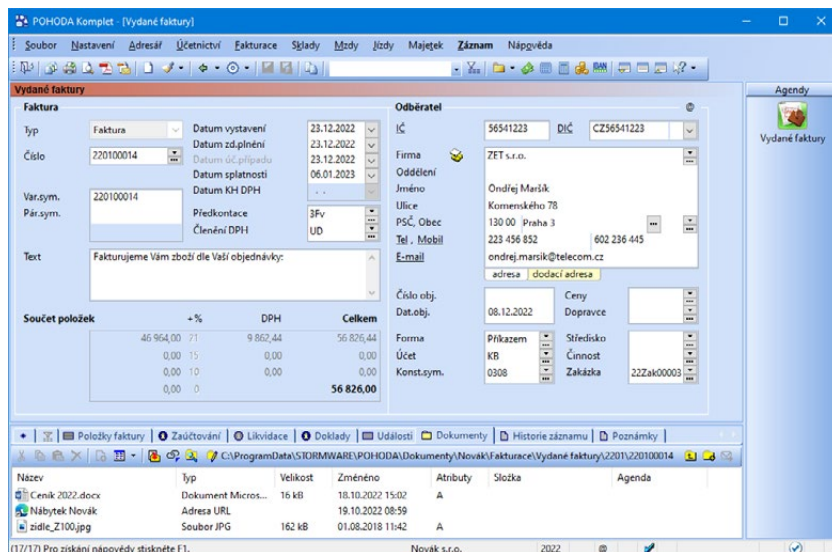 POHODA Komplet - [Vydané faktury]
Soubor Nastavení Adresář Účetnictví Fakturace Sklady Mzdy Jízdy Majetek Záznam Nápověda
Vydané faktury
Agendy
Vydané faktury
Faktura
Typ Faktura
Číslo 220100014
Var.sym. 220100014
Pár.sym.
Datum vystavení 23.12.2022
Datum zd.plnění 23.12.2022
Datum úč.případu 23.12.2022
Datum splatnosti 06.01.2023
Datum KH DPH . .
Předkontace 3Fv
Členění DPH UD
Text Fakturujeme Vám zboží dle Vaší objednávky:
Součet položek +% DPH Celkem
46 964,00 21 9 862,44 56 826,44
0,00 15 0,00 0,00
0,00 10 0,00 0,00
0,00 0 56 826,00
Odběratel @
IČ 56541223 DIČ CZ56541223
Firma ZET s.r.o.
Oddělení
Jméno Ondřej Maršík
Ulice Komenského 78
PSČ, Obec 130 00 Praha 3
Tel , Mobil 223 456 852 602 236 445
E-mail ondrej.marsik@telecom.cz
adresa dodací adresa
Číslo obj. Ceny
Dat.obj. 08.12.2022 Dopravce
Forma Příkazem Středisko
Účet KB Činnost
Konst.sym. 0308 Zakázka 22Zak00003
Položky faktury Zaúčtování Likvidace Doklady Události Dokumenty Historie záznamu Poznámky
C:\ProgramData\STORMWARE\POHODA\Dokumenty\Novák\Fakturace\Vydané faktury\2201\220100014
Název Typ Velikost Změněno Atributy Složka Agenda
Ceník 2022.docx Dokument Micros... 16 kB 18.10.2022 15:02 A
Nábytek Novák Adresa URL 19.10.2022 08:59
zidle_Z100.jpg Soubor JPG 162 kB 01.08.2018 11:42 A
(17/17) Pro získání nápovědy stiskněte F1. Novák s.r.o. 2022 @